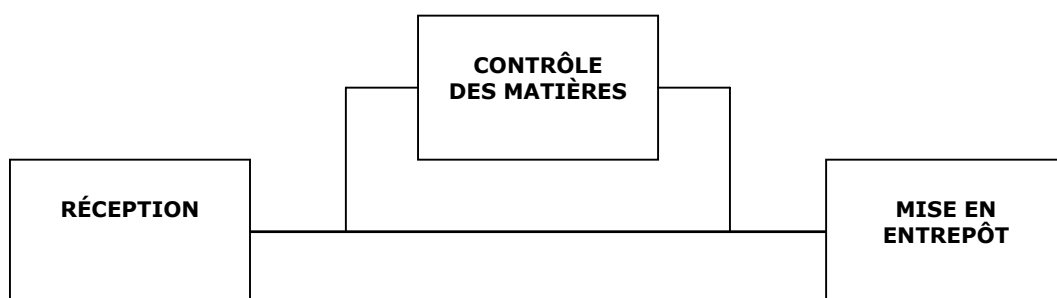 CONTRÔLE
DES MATIÈRES
RÉCEPTION
MISE EN
ENTREPÔT